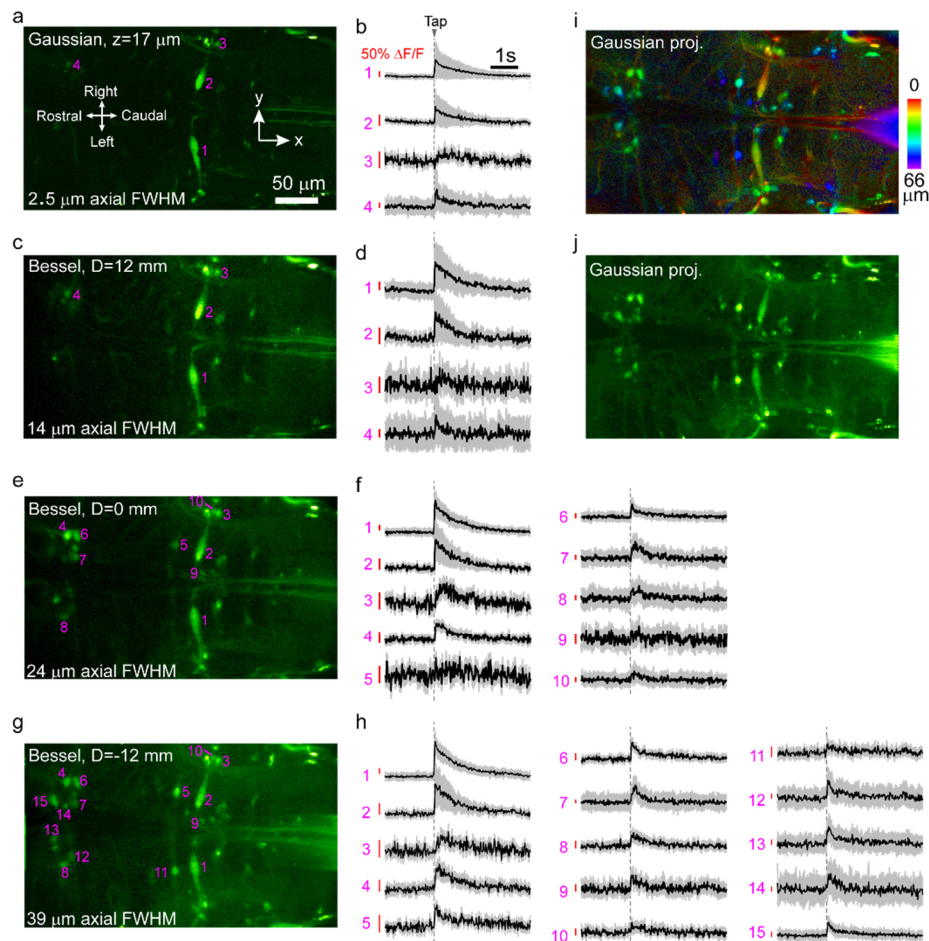 a
Gaussian, z=17 μm
3
4
2
Right
Rostral
Caudal
Left
y
x
1
50 μm
2.5 μm axial FWHM
b
Tap
50% ΔF/F
1s
1
2
3
4
i
Gaussian proj.
0
66
μm
c
Bessel, D=12 mm
3
4
2
1
14 μm axial FWHM
d
1
2
3
4
j
Gaussian proj.
e
Bessel, D=0 mm
10
3
4
6
5
2
7
9
8
1
24 μm axial FWHM
f
1
2
3
4
5
6
7
8
9
10
g
Bessel, D=-12 mm
10
3
4
6
5
2
15
7
14
9
13
12
8
11
1
39 μm axial FWHM
h
1
2
3
4
5
6
7
8
9
10
11
12
13
14
15